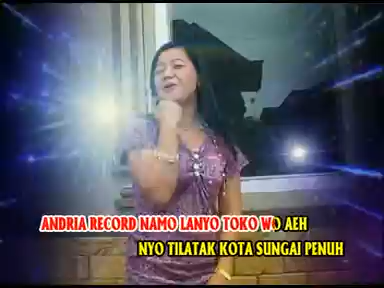 ANDRIA RECORD NAMO LANYO TOKO WO AEH
NYO TILATAK KOTA SUNGAI PENUH